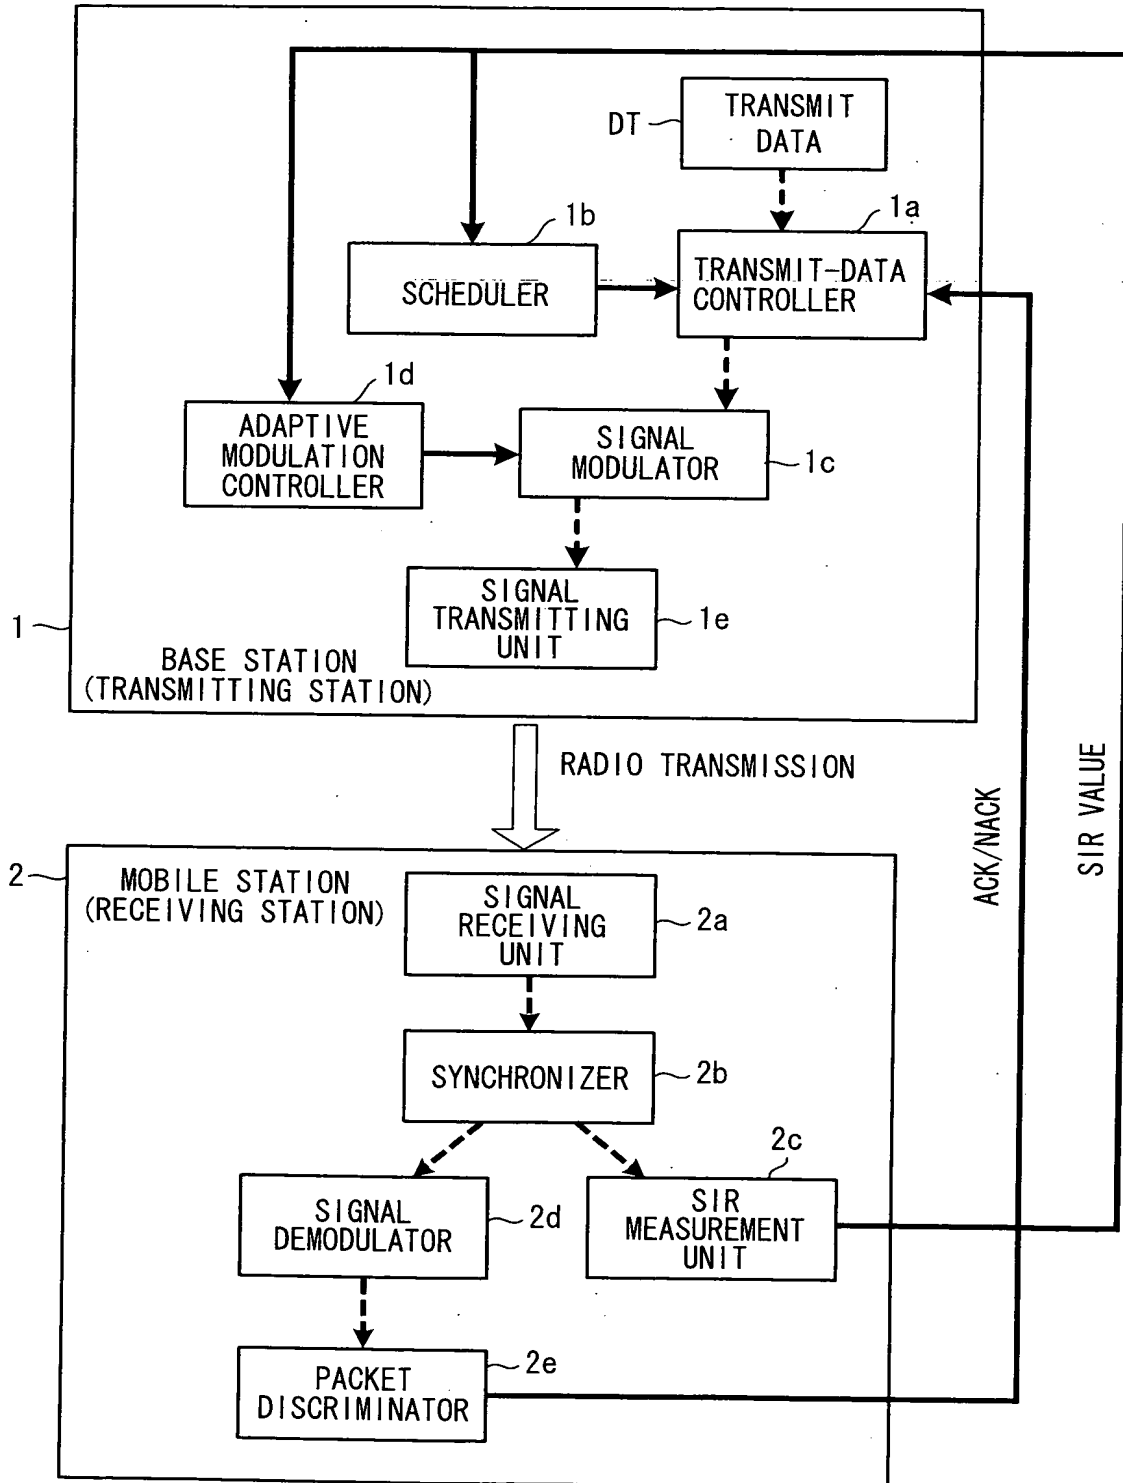 TRANSMIT
DATA
DT
1a
1b
TRANSMIT-DATA
CONTROLLER
SCHEDULER
1d
ADAPTIVE
MODULATION
CONTROLLER
SIGNAL
MODULATOR
1c
SIGNAL
TRANSMITTING
UNIT
1e
1
BASE STATION
(TRANSMITTING STATION)
RADIO TRANSMISSION
ACK/NACK
SIR VALUE
2
MOBILE STATION
(RECEIVING STATION)
SIGNAL
RECEIVING
UNIT
2a
SYNCHRONIZER
2b
2c
SIGNAL
DEMODULATOR
2d
SIR
MEASUREMENT
UNIT
2e
PACKET
DISCRIMINATOR